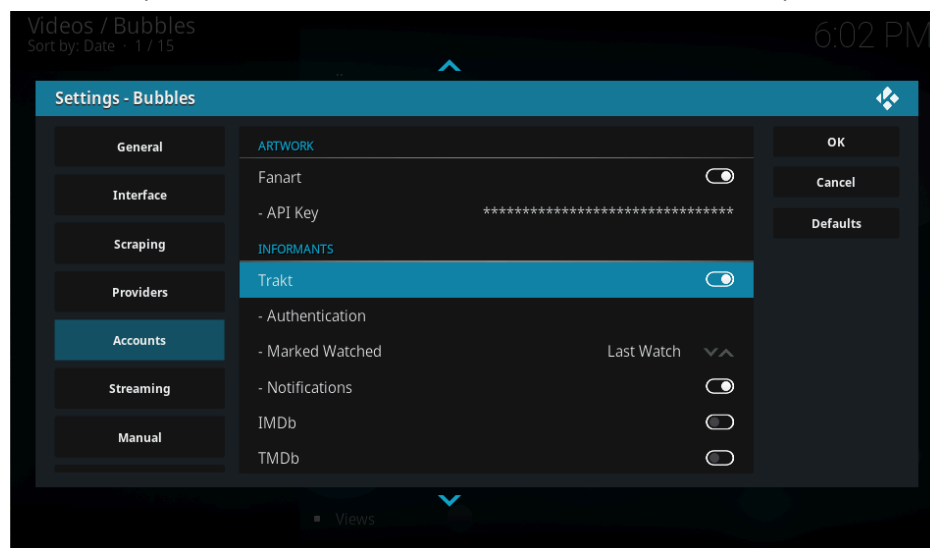 Videos / Bubbles
Sort by: Date · 1 / 15
6:02 PM
Settings - Bubbles
General
Interface
Scraping
Providers
Accounts
Streaming
Manual
ARTWORK
Fanart
- API Key ********************************
INFORMANTS
Trakt
- Authentication
- Marked Watched Last Watch
- Notifications
IMDb
TMDb
OK
Cancel
Defaults
Views